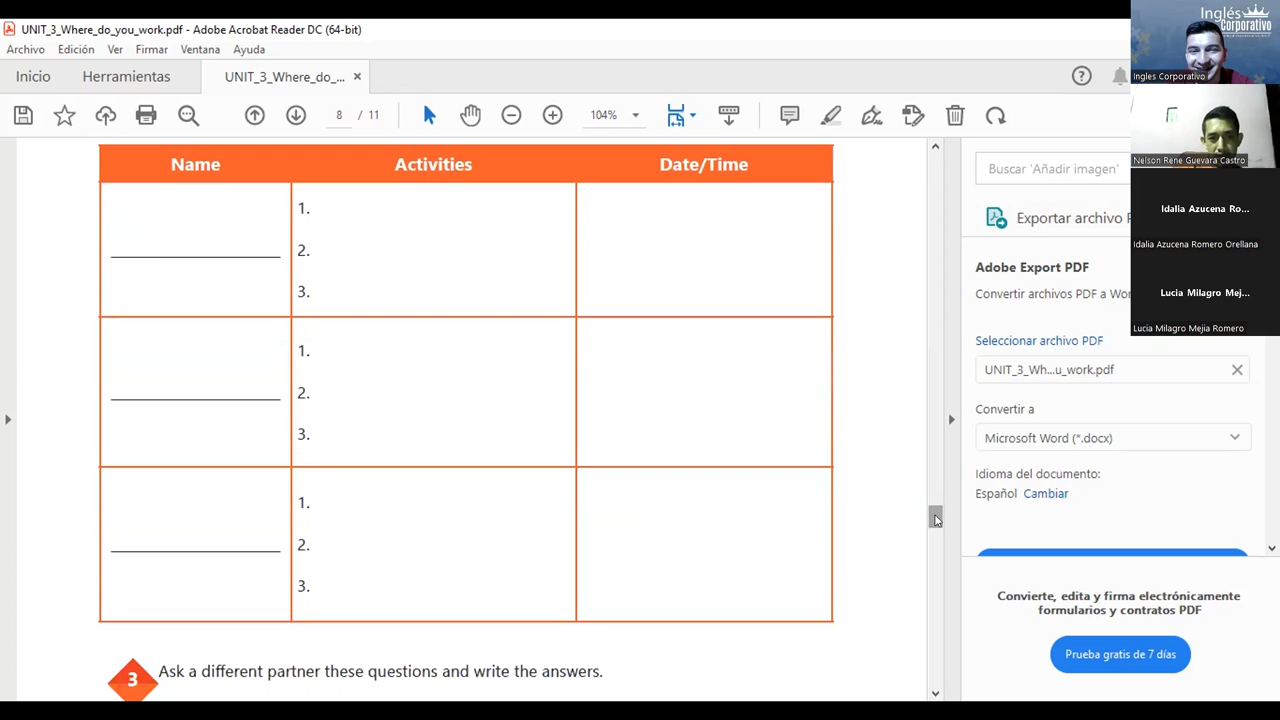 UNIT_3_Where_do_you_work.pdf - Adobe Acrobat Reader DC (64-bit)
Archivo Edición Ver Firmar Ventana Ayuda
Inicio Herramientas UNIT_3_Where_do_...
8 / 11 104%
Name Activities Date/Time
1.
2.
3.
1.
2.
3.
1.
2.
3.
3 Ask a different partner these questions and write the answers.
Buscar 'Añadir imagen'
Exportar archivo P
Adobe Export PDF
Convertir archivos PDF a Wor
Seleccionar archivo PDF
UNIT_3_Wh...u_work.pdf
Convertir a
Microsoft Word (*.docx)
Idioma del documento:
Español Cambiar
Convierte, edita y firma electrónicamente
formularios y contratos PDF
Prueba gratis de 7 días
Inglés
Corporativo
Ingles Corporativo
Nelson Rene Guevara Castro
Idalia Azucena Ro...
Idalia Azucena Romero Orellana
Lucia Milagro Mej...
Lucia Milagro Mejia Romero